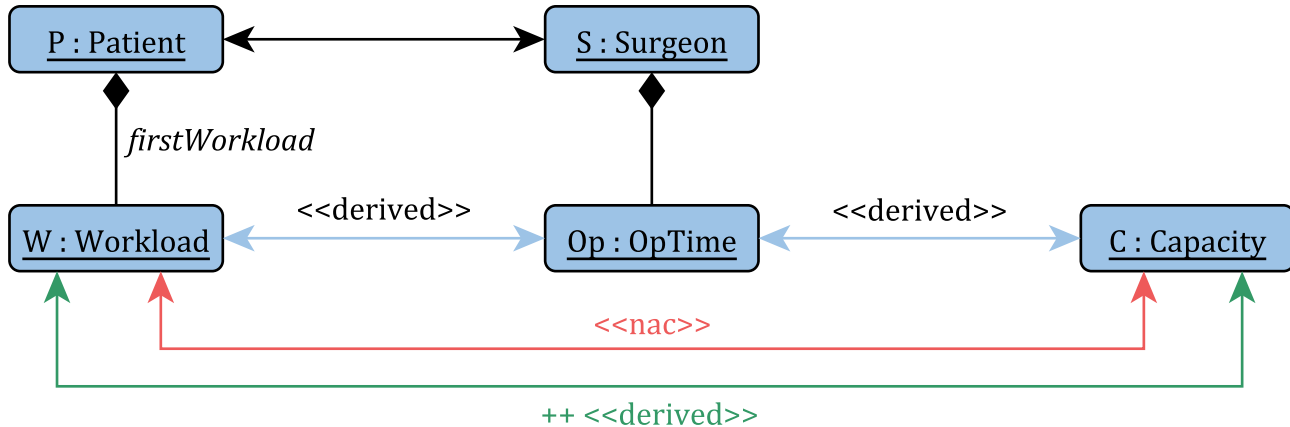 P : Patient
S : Surgeon
firstWorkload
<<derived>>
<<derived>>
W : Workload
Op : OpTime
C : Capacity
<<nac>>
++ <<derived>>